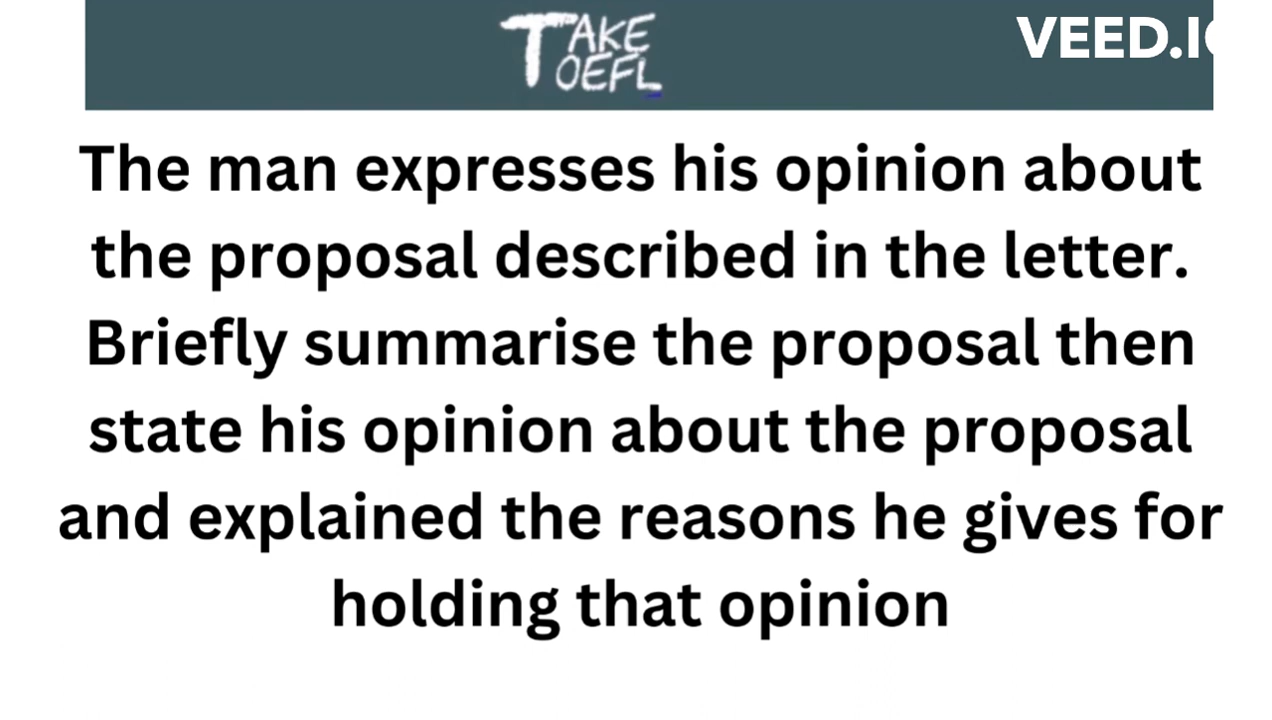 TAKE
TOEFL
VEED.IO
The man expresses his opinion about
the proposal described in the letter.
Briefly summarise the proposal then
state his opinion about the proposal
and explained the reasons he gives for
holding that opinion